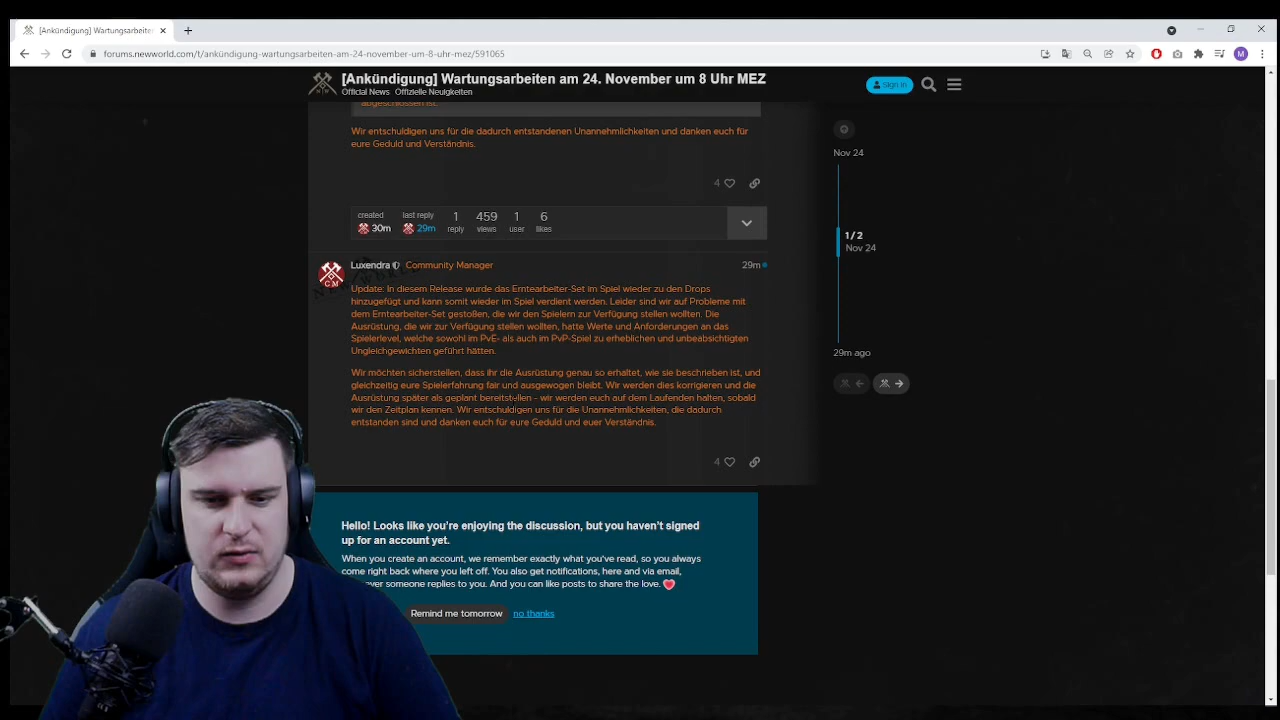 [Ankündigung] Wartungsarbeiten
forums.newworld.com/t/ankündigung-wartungsarbeiten-am-24-november-um-8-uhr-mez/591065
M
[Ankündigung] Wartungsarbeiten am 24. November um 8 Uhr MEZ
Official News Offizielle Neuigkeiten
Sign In
abgeschlossen ist.
Wir entschuldigen uns für die dadurch entstandenen Unannehmlichkeiten und danken euch für
eure Geduld und Verständnis.
4
created last reply 1 459 1 6
30m 29m reply views user likes
Luxendra Community Manager 29m
Update: In diesem Release wurde das Erntearbeiter-Set im Spiel wieder zu den Drops
hinzugefügt und kann somit wieder im Spiel verdient werden. Leider sind wir auf Probleme mit
dem Erntearbeiter-Set gestoßen, die wir den Spielern zur Verfügung stellen wollten. Die
Ausrüstung, die wir zur Verfügung stellen wollten, hatte Werte und Anforderungen an das
Spielerlevel, welche sowohl im PvE- als auch im PvP-Spiel zu erheblichen und unbeabsichtigten
Ungleichgewichten geführt hätten.
Wir möchten sicherstellen, dass ihr die Ausrüstung genau so erhaltet, wie sie beschrieben ist, und
gleichzeitig eure Spielerfahrung fair und ausgewogen bleibt. Wir werden dies korrigieren und die
Ausrüstung später als geplant bereitstellen - wir werden euch auf dem Laufenden halten, sobald
wir den Zeitplan kennen. Wir entschuldigen uns für die Unannehmlichkeiten, die dadurch
entstanden sind und danken euch für eure Geduld und euer Verständnis.
4
Nov 24
1 / 2
Nov 24
29m ago
Hello! Looks like you're enjoying the discussion, but you haven't signed
up for an account yet.
When you create an account, we remember exactly what you've read, so you always
come right back where you left off. You also get notifications, here and via email,
someone replies to you. And you can like posts to share the love.
Remind me tomorrow no thanks